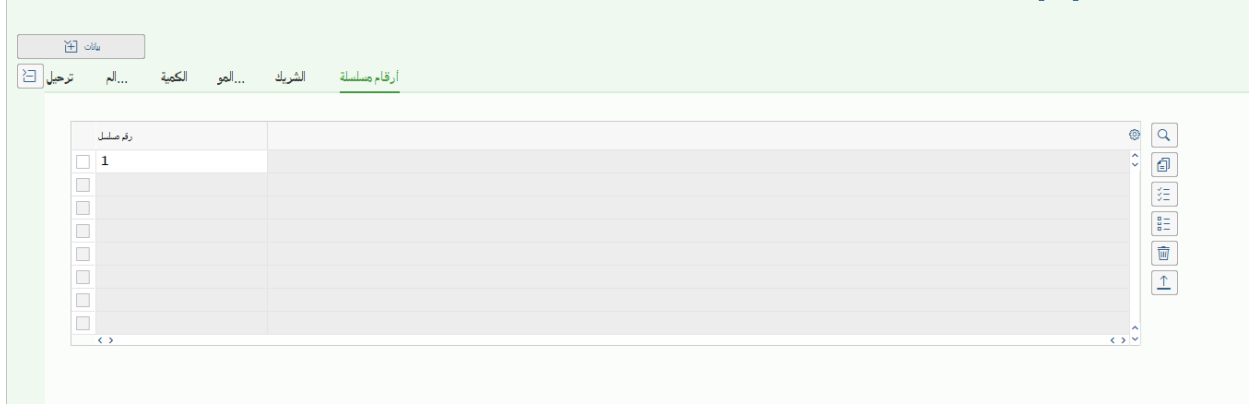 بيانات
أرقام مسلسلة الشريك المو... الكمية الم... ترحيل
رقم مسلسل
1